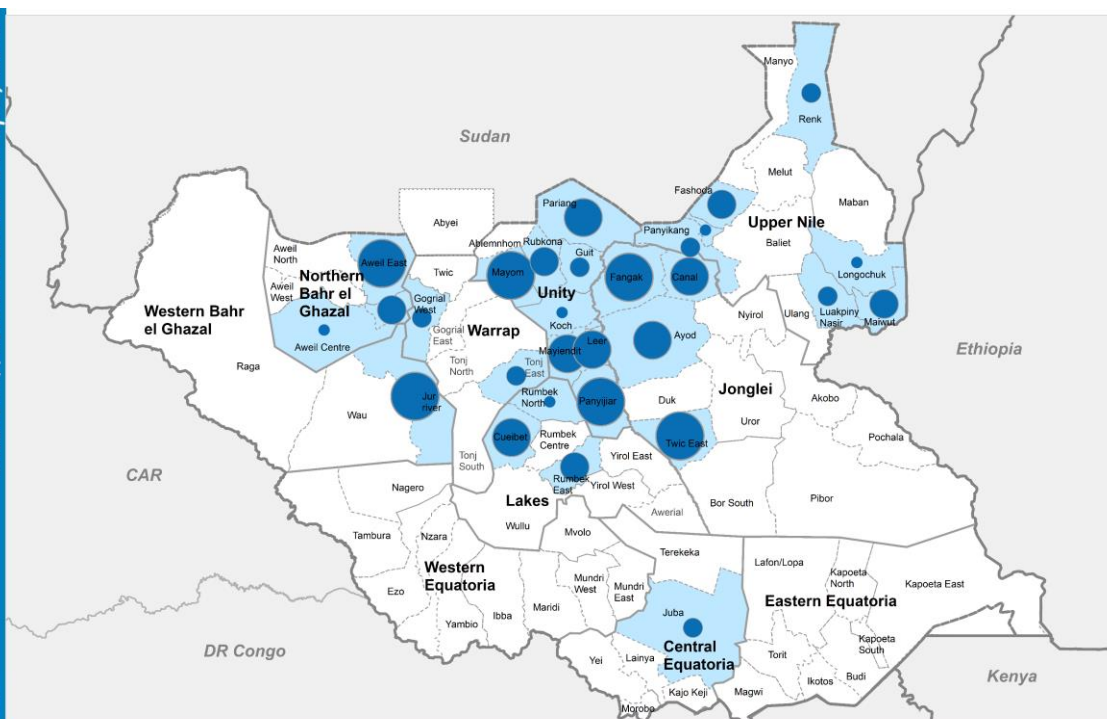 Manyo
Renk
Sudan
Melut
Fashoda
Pariang
Maban
Upper Nile
Abyei
Panyikang
Baliet
Abiemnhom
Rubkona
Guit
Aweil
North
Aweil East
Northern
Bahr el
Ghazal
Twic
Mayom
Fangak
Canal
Longochuk
Aweil
West
Unity
Gogrial
West
Western Bahr
el Ghazal
Luakpiny
Nasir
Maiwut
Koch
Ulang
Nyirol
Warrap
Gogrial
East
Aweil Centre
Leer
Ayod
Mayiendit
Ethiopia
Tonj
North
Tonj
East
Raga
Jonglei
Rumbek
North
Panyijiar
Duk
Akobo
Jur
river
Wau
Uror
Cueibet
Rumbek
Centre
Twic East
Pochala
Yirol East
Tonj
South
CAR
Rumbek
East
Yirol West
Nagero
Lakes
Bor South
Pibor
Awerial
Wullu
Mvolo
Tambura
Nzara
Terekeka
Lafon/Lopa
Western
Equatoria
Kapoeta
North
Kapoeta East
Mundri
West
Mundri
East
Ezo
Eastern Equatoria
Maridi
Ibba
Juba
Yambio
Kapoeta
South
DR Congo
Central
Equatoria
Lainya
Yei
Torit
Budi
Ikotos
Kenya
Kajo Keji
Magwi
Morobo